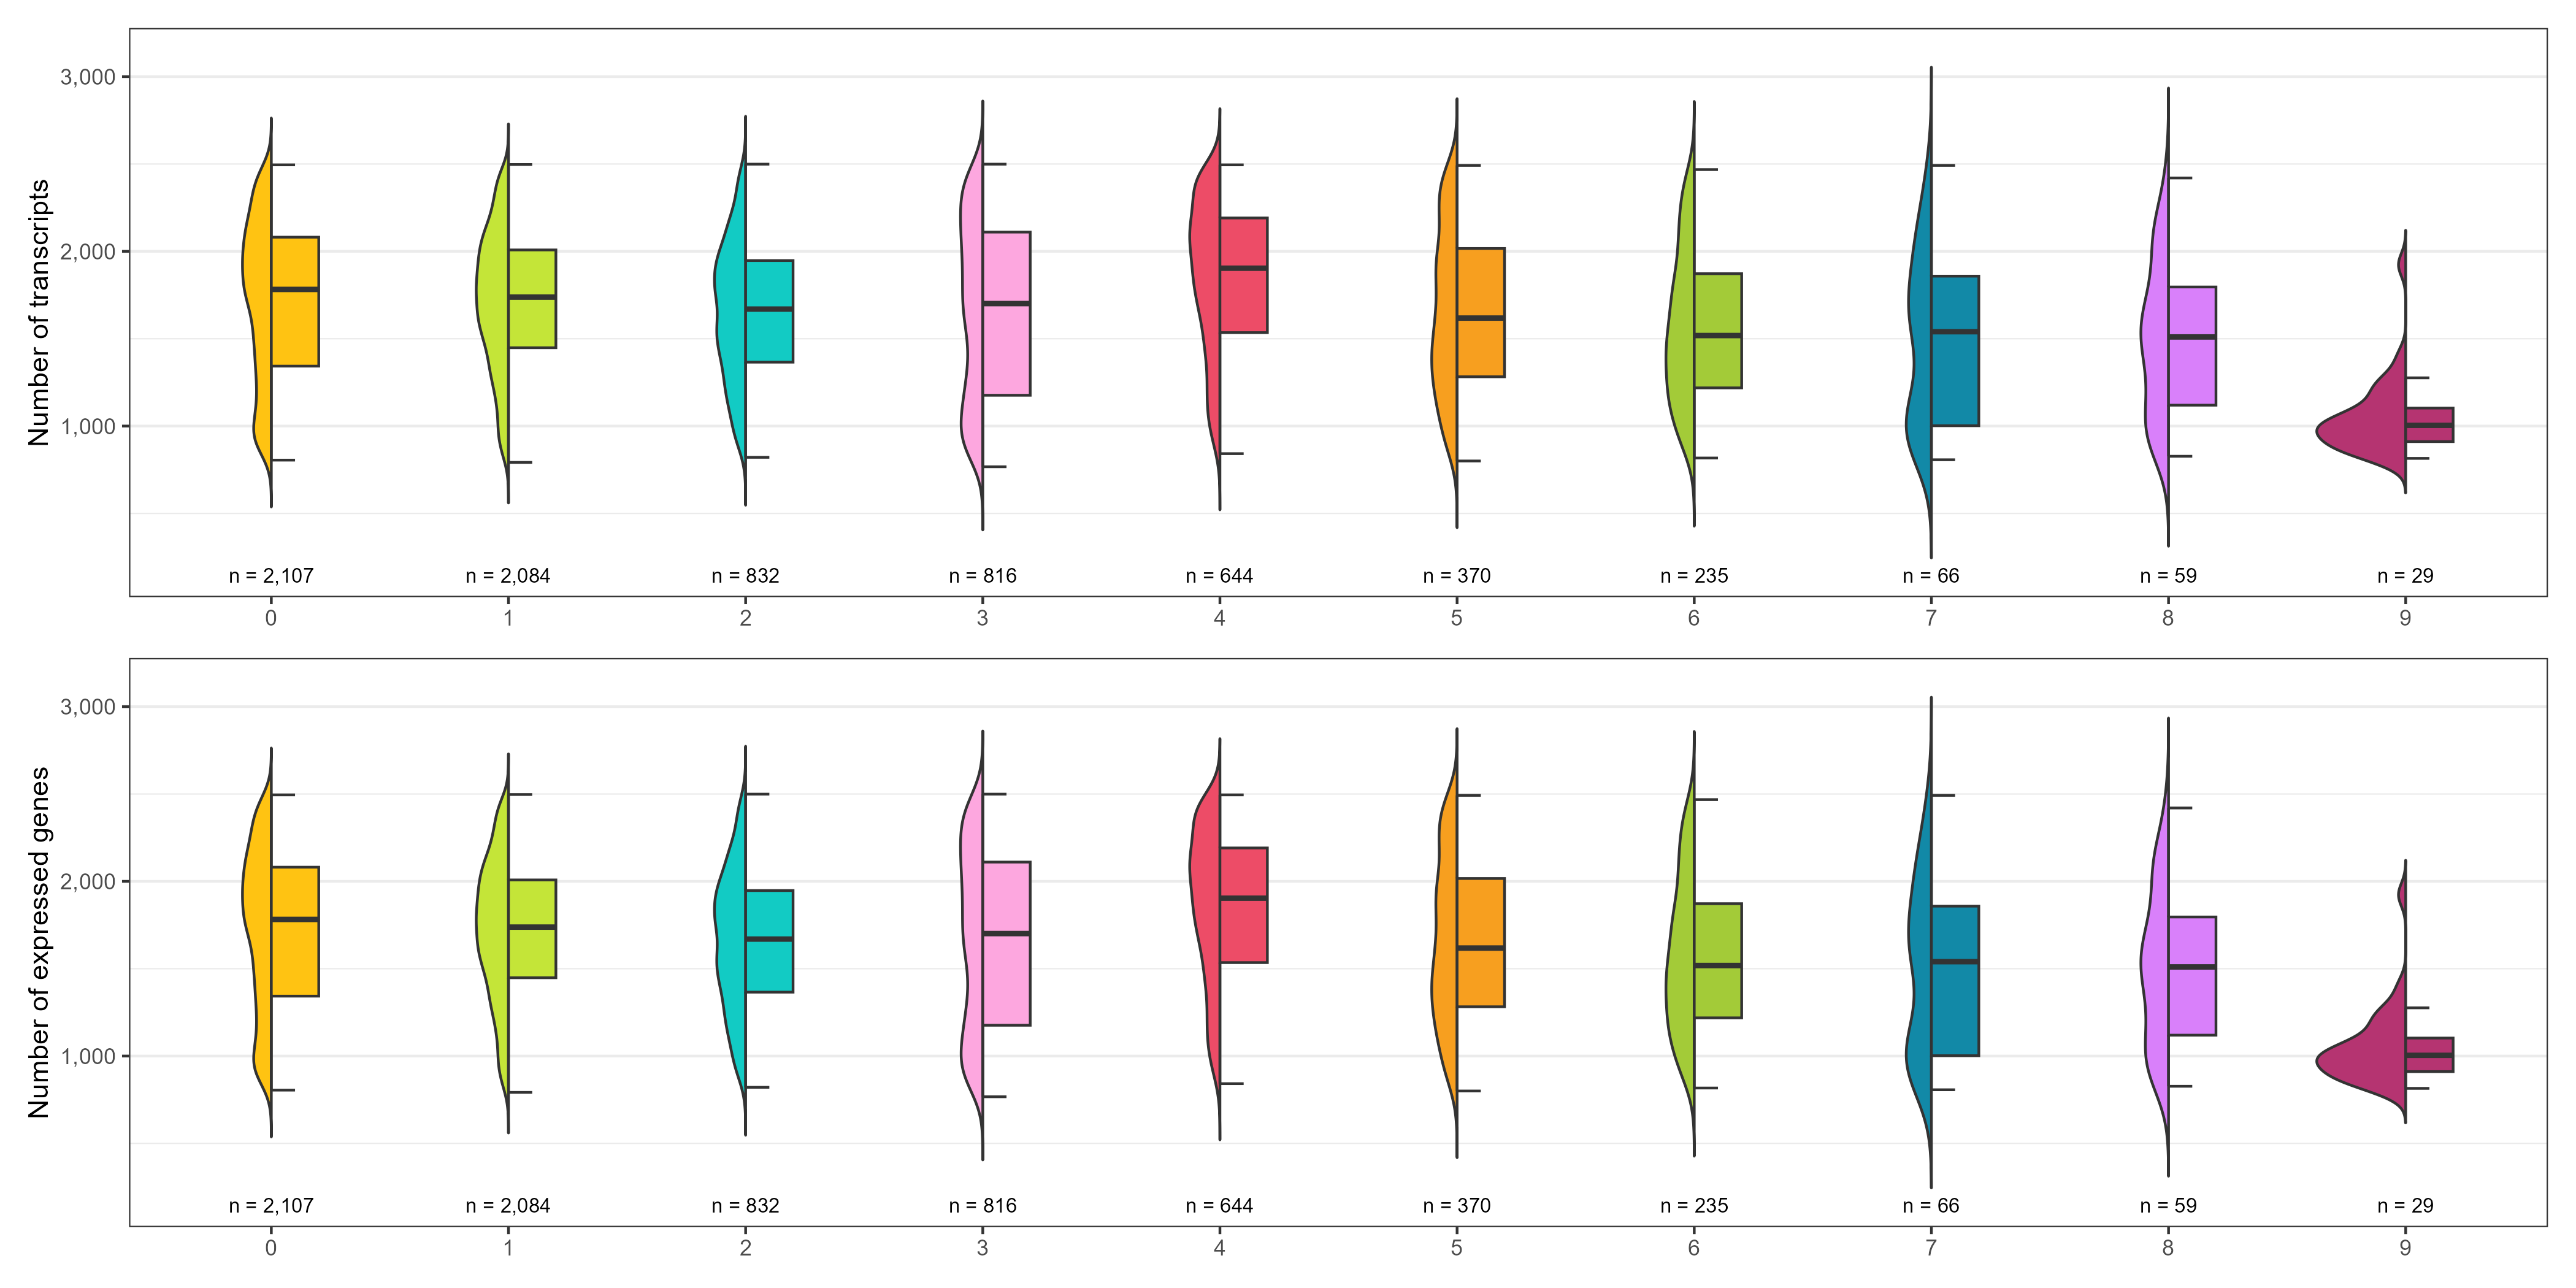 Number of transcripts
3,000
2,000
1,000
n = 2,107 n = 2,084 n = 832 n = 816 n = 644 n = 370 n = 235 n = 66 n = 59 n = 29
0 1 2 3 4 5 6 7 8 9
Number of expressed genes
3,000
2,000
1,000
n = 2,107 n = 2,084 n = 832 n = 816 n = 644 n = 370 n = 235 n = 66 n = 59 n = 29
0 1 2 3 4 5 6 7 8 9